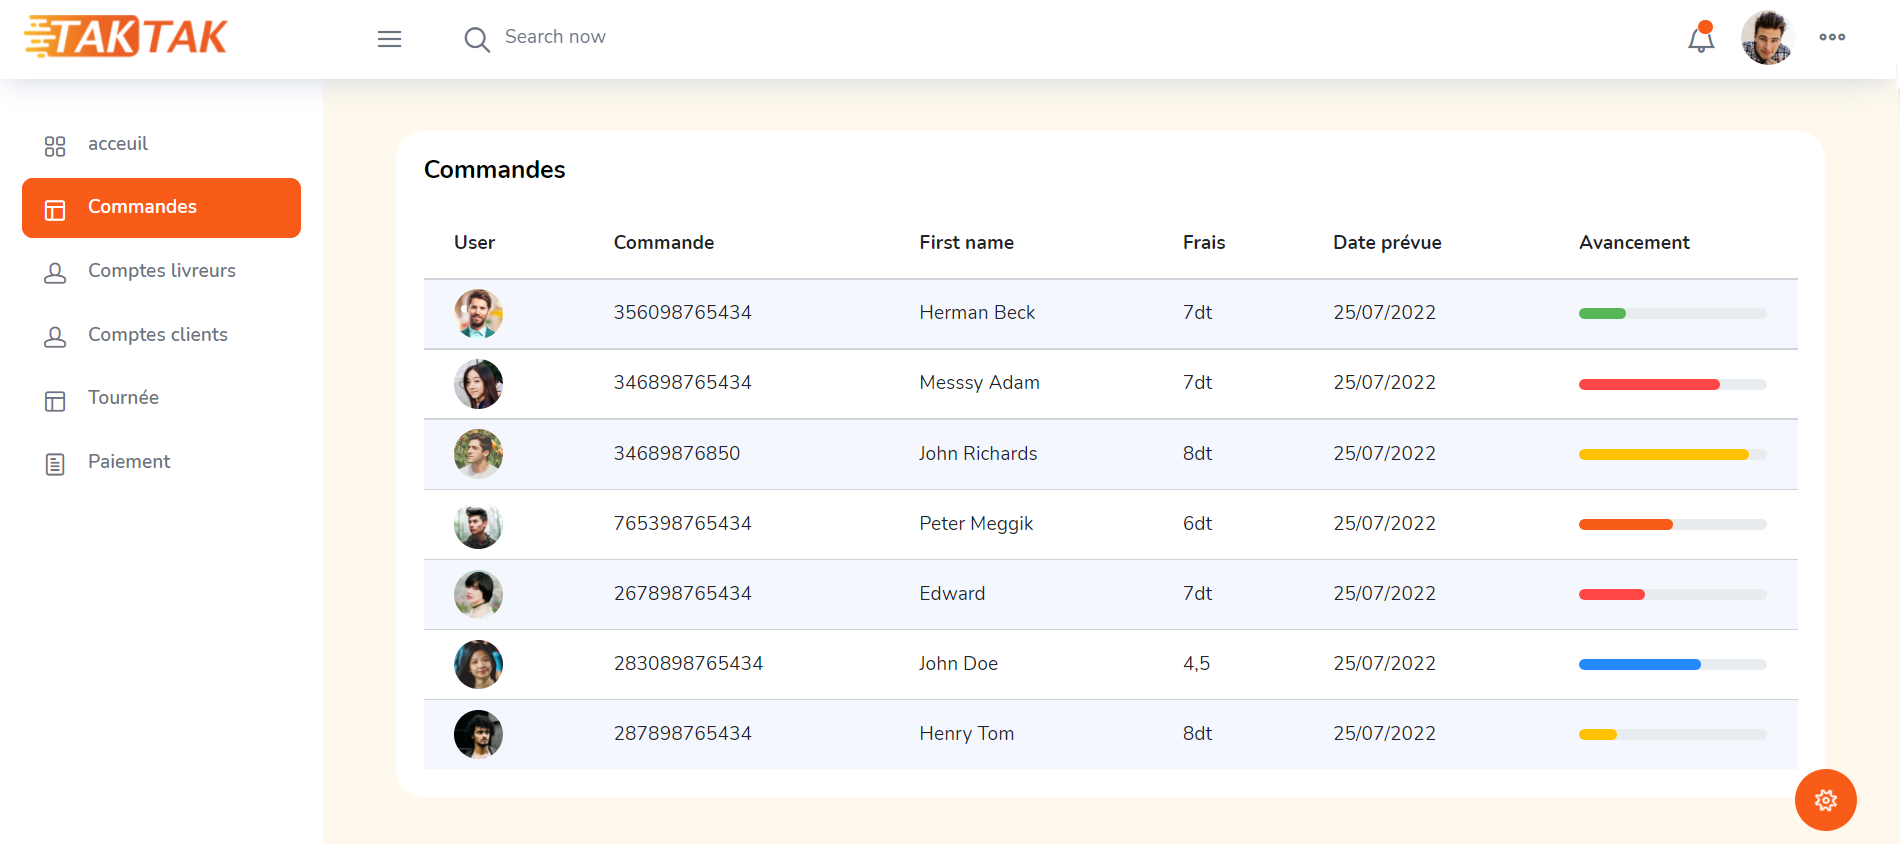 TAKTAK
Search now
acceuil
Commandes
Comptes livreurs
Comptes clients
Tournée
Paiement
Commandes
User Commande First name Frais Date prévue Avancement
356098765434 Herman Beck 7dt 25/07/2022
346898765434 Messsy Adam 7dt 25/07/2022
34689876850 John Richards 8dt 25/07/2022
765398765434 Peter Meggik 6dt 25/07/2022
267898765434 Edward 7dt 25/07/2022
2830898765434 John Doe 4,5 25/07/2022
287898765434 Henry Tom 8dt 25/07/2022